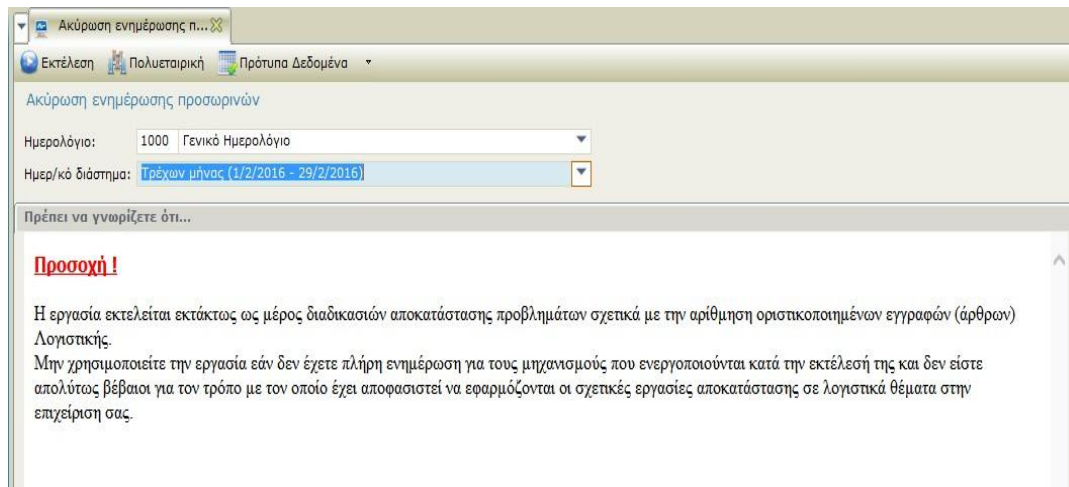 Ακύρωση ενημέρωσης π...
Εκτέλεση Πολυεταιρική Πρότυπα Δεδομένα
Ακύρωση ενημέρωσης προσωρινών
Ημερολόγιο: 1000 Γενικό Ημερολόγιο
Ημερ/κό διάστημα: Τρέχων μήνας (1/2/2016 - 29/2/2016)
Πρέπει να γνωρίζετε ότι...
Προσοχή !
Η εργασία εκτελείται εκτάκτως ως μέρος διαδικασιών αποκατάστασης προβλημάτων σχετικά με την αρίθμηση οριστικοποιημένων εγγραφών (άρθρων)
Λογιστικής.
Μην χρησιμοποιείτε την εργασία εάν δεν έχετε πλήρη ενημέρωση για τους μηχανισμούς που ενεργοποιούνται κατά την εκτέλεσή της και δεν είστε
απολύτως βέβαιοι για τον τρόπο με τον οποίο έχει αποφασιστεί να εφαρμόζονται οι σχετικές εργασίες αποκατάστασης σε λογιστικά θέματα στην
επιχείριση σας.